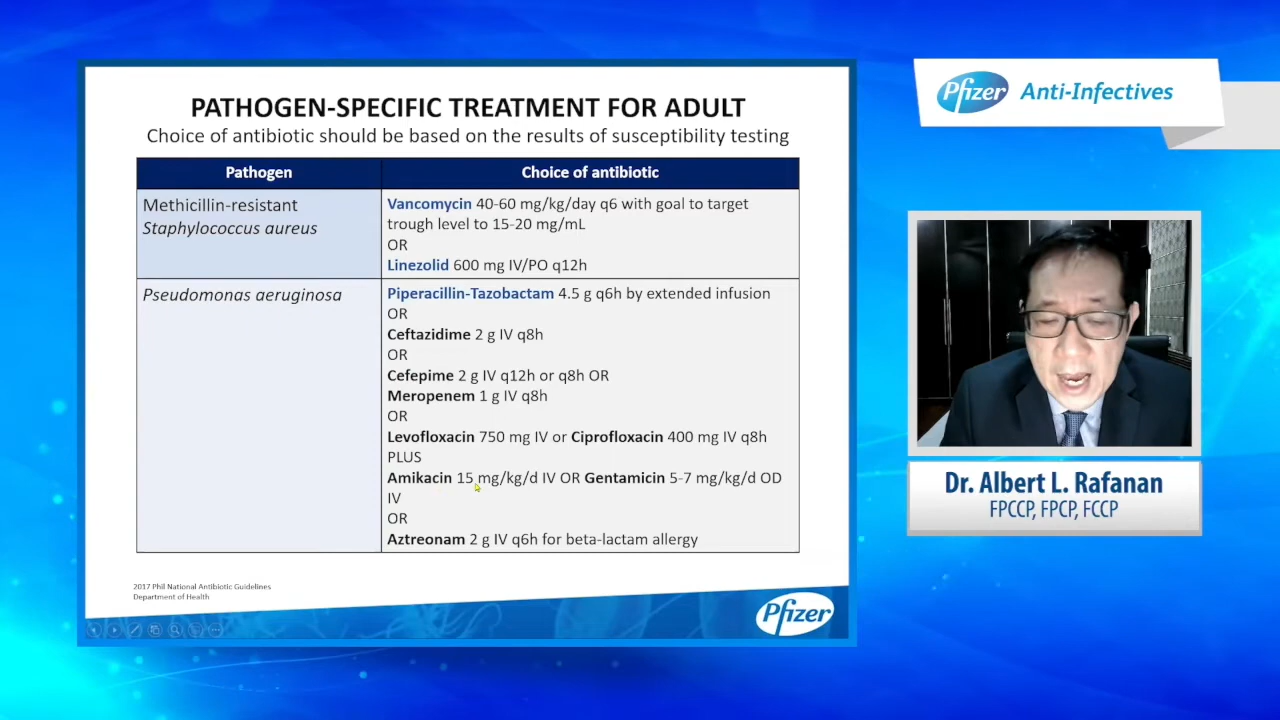 PATHOGEN-SPECIFIC TREATMENT FOR ADULT
Choice of antibiotic should be based on the results of susceptibility testing
Pathogen
Choice of antibiotic
Methicillin-resistant
Staphylococcus aureus
Vancomycin 40-60 mg/kg/day q6 with goal to target
trough level to 15-20 mg/mL
OR
Linezolid 600 mg IV/PO q12h
Pseudomonas aeruginosa
Piperacillin-Tazobactam 4.5 g q6h by extended infusion
OR
Ceftazidime 2 g IV q8h
OR
Cefepime 2 g IV q12h or q8h OR
Meropenem 1 g IV q8h
OR
Levofloxacin 750 mg IV or Ciprofloxacin 400 mg IV q8h
PLUS
Amikacin 15 mg/kg/d IV OR Gentamicin 5-7 mg/kg/d OD
IV
OR
Aztreonam 2 g IV q6h for beta-lactam allergy
2017 Phil National Antibiotic Guidelines
Department of Health
Pfizer
Pfizer Anti-Infectives
Dr. Albert L. Rafanan
FPCCP, FPCP, FCCP